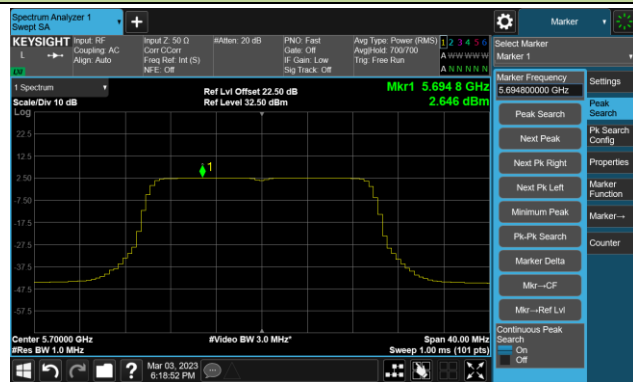 Spectrum Analyzer 1
Swept SA
Marker
KEYSIGHT
L
LU
Input: RF
Coupling: AC
Align: Auto
Input Z: 50 Ω
Corr CCorr
Freq Ref: Int (S)
NFE: Off
#Atten: 20 dB
PNO: Fast
Gate: Off
IF Gain: Low
Sig Track: Off
Avg Type: Power (RMS)
Avg|Hold: 700/700
Trig: Free Run
1 2 3 4 5 6
A W W W W W
A N N N N N
Select Marker
Marker 1
1 Spectrum
Scale/Div 10 dB
Log
Ref Lvl Offset 22.50 dB
Ref Level 32.50 dBm
Mkr1 5.694 8 GHz
2.646 dBm
22.5
12.5
2.50
-7.50
-17.5
-27.5
-37.5
-47.5
-57.5
1
Center 5.70000 GHz
#Res BW 1.0 MHz
#Video BW 3.0 MHz*
Span 40.00 MHz
Sweep 1.00 ms (101 pts)
Marker Frequency
5.694800000 GHz
Peak Search
Next Peak
Next Pk Right
Next Pk Left
Minimum Peak
Pk-Pk Search
Marker Delta
Mkr→CF
Mkr→Ref Lvl
Continuous Peak
Search
On
Off
Settings
Peak
Search
Pk Search
Config
Properties
Marker
Function
Marker→
Counter
?
Mar 03, 2023
6:18:52 PM